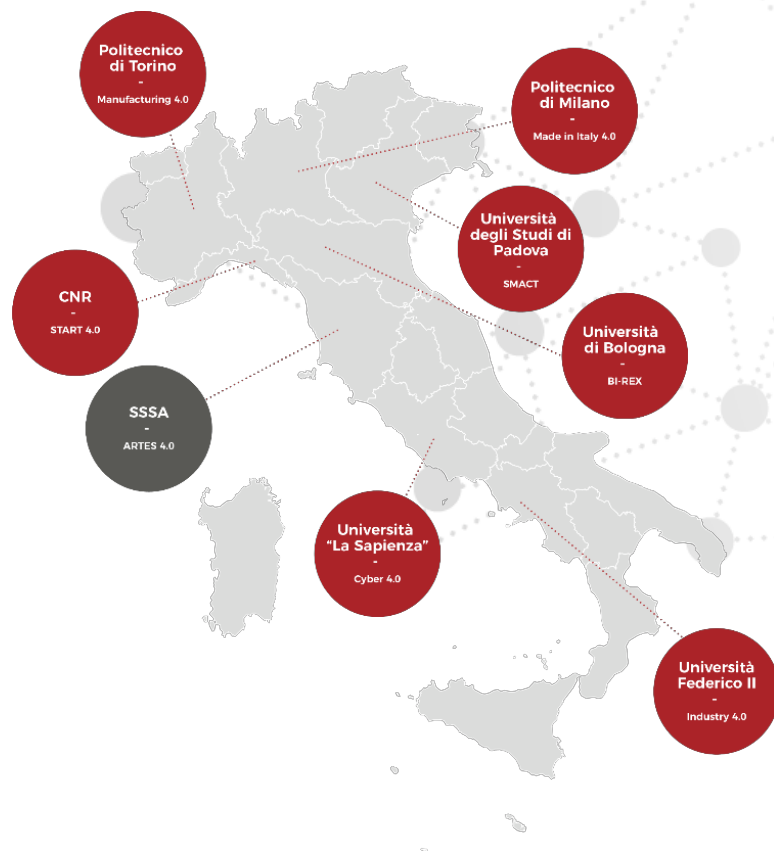 Politecnico
di Torino
-
Manufacturing 4.0
Politecnico
di Milano
-
Made in Italy 4.0
Università
degli Studi di
Padova
-
SMACT
CNR
-
START 4.0
Università
di Bologna
-
BI-REX
SSSA
-
ARTES 4.0
Università
“La Sapienza”
-
Cyber 4.0
Università
Federico II
-
Industry 4.0